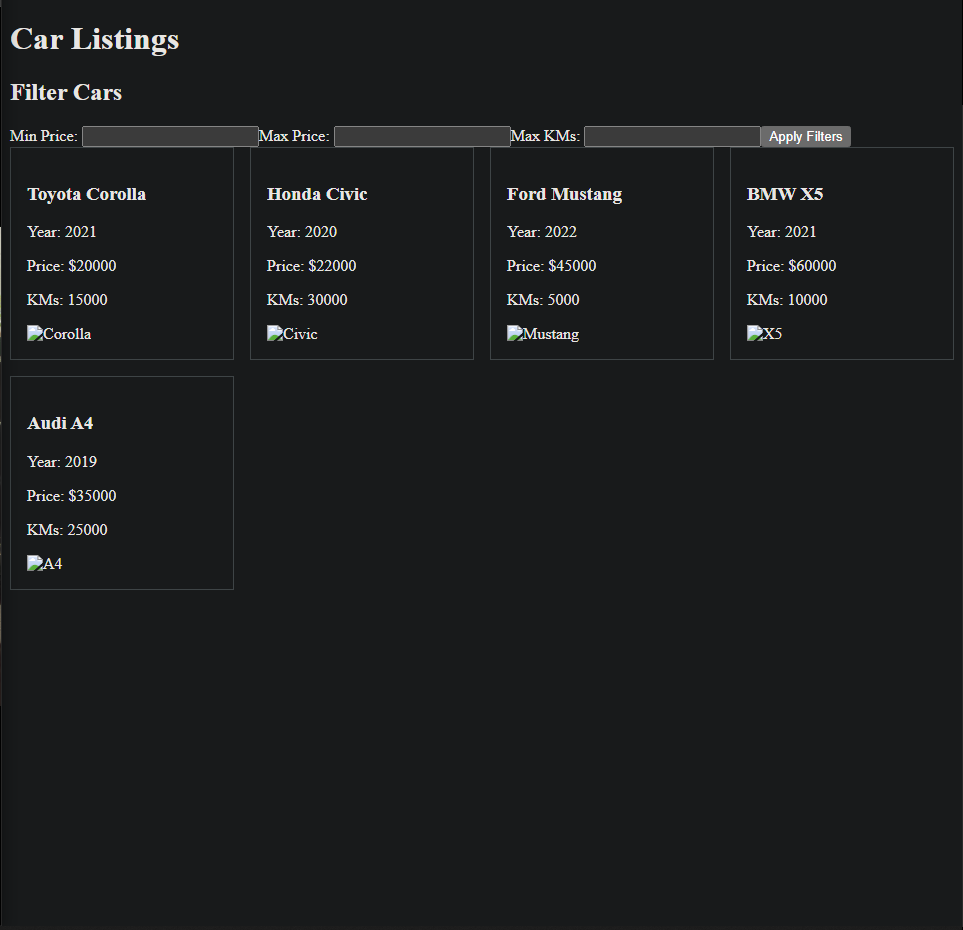 Car Listings
Filter Cars
Min Price: Max Price: Max KMs: Apply Filters
Toyota Corolla
Year: 2021
Price: $20000
KMs: 15000
Corolla
Honda Civic
Year: 2020
Price: $22000
KMs: 30000
Civic
Ford Mustang
Year: 2022
Price: $45000
KMs: 5000
Mustang
BMW X5
Year: 2021
Price: $60000
KMs: 10000
X5
Audi A4
Year: 2019
Price: $35000
KMs: 25000
A4